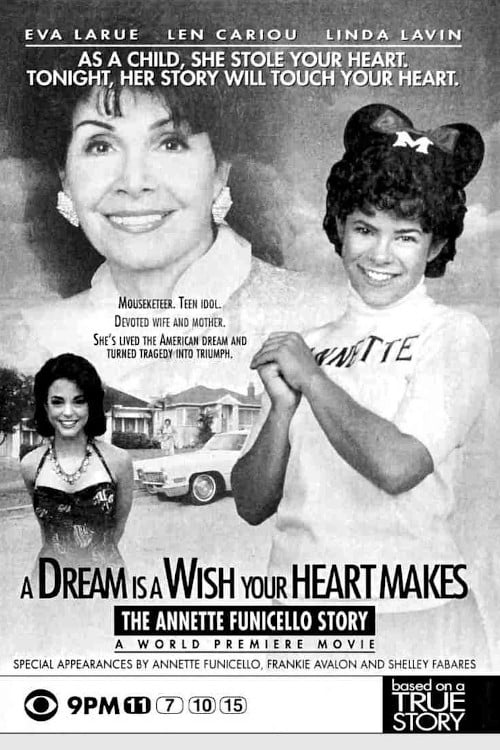 EVA LARUE LEN CARIOU LINDA LAVIN
AS A CHILD, SHE STOLE YOUR HEART.
TONIGHT, HER STORY WILL TOUCH YOUR HEART.
M
MOUSEKETEER. TEEN IDOL.
DEVOTED WIFE AND MOTHER.
SHE'S LIVED THE AMERICAN DREAM AND
TURNED TRAGEDY INTO TRIUMPH.
NNETTE
A DREAM IS A WISH YOUR HEART MAKES
THE ANNETTE FUNICELLO STORY
A WORLD PREMIERE MOVIE
SPECIAL APPEARANCES BY ANNETTE FUNICELLO, FRANKIE AVALON AND SHELLEY FABARES
9PM 11 7 10 15
based on a
TRUE
STORY